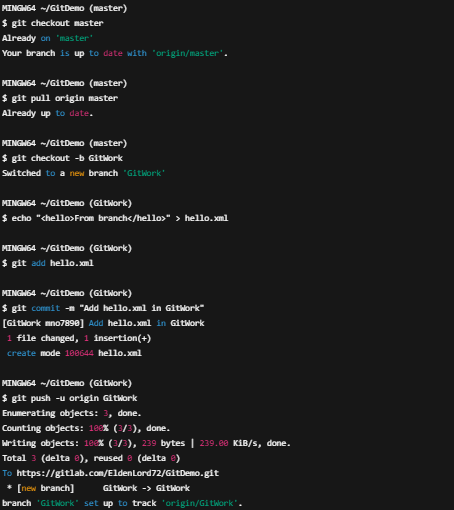 MINGW64 ~/GitDemo (master)
$ git checkout master
Already on 'master'
Your branch is up to date with 'origin/master'.
MINGW64 ~/GitDemo (master)
$ git pull origin master
Already up to date.
MINGW64 ~/GitDemo (master)
$ git checkout -b GitWork
Switched to a new branch 'GitWork'
MINGW64 ~/GitDemo (GitWork)
$ echo "<hello>From branch</hello>" > hello.xml
MINGW64 ~/GitDemo (GitWork)
$ git add hello.xml
MINGW64 ~/GitDemo (GitWork)
$ git commit -m "Add hello.xml in GitWork"
[GitWork mno7890] Add hello.xml in GitWork
1 file changed, 1 insertion(+)
create mode 100644 hello.xml
MINGW64 ~/GitDemo (GitWork)
$ git push -u origin GitWork
Enumerating objects: 3, done.
Counting objects: 100% (3/3), done.
Writing objects: 100% (3/3), 239 bytes | 239.00 KiB/s, done.
Total 3 (delta 0), reused 0 (delta 0)
To https://gitlab.com/EldenLord72/GitDemo.git
* [new branch] GitWork -> GitWork
branch 'GitWork' set up to track 'origin/GitWork'.